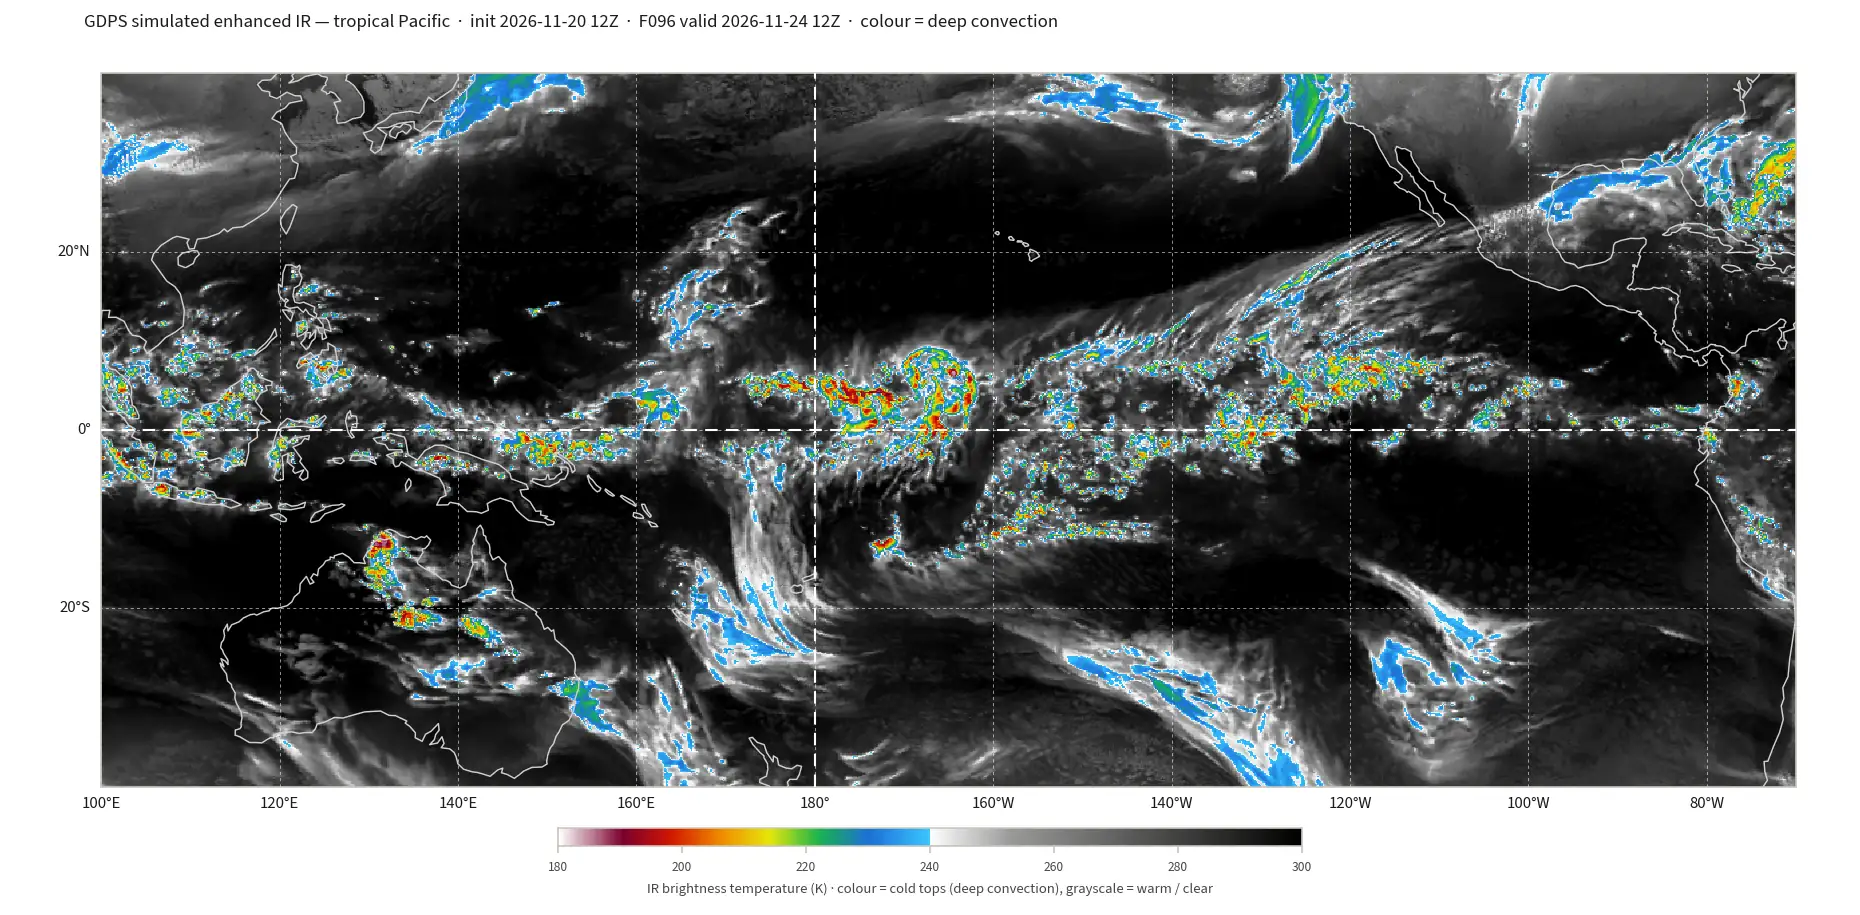 GDPS simulated enhanced IR — tropical Pacific · init 2026-11-20 12Z · F096 valid 2026-11-24 12Z · colour = deep convection
20°N
0°
20°S
100°E 120°E 140°E 160°E 180° 160°W 140°W 120°W 100°W 80°W
180 200 220 240 260 280 300
IR brightness temperature (K) · colour = cold tops (deep convection), grayscale = warm / clear